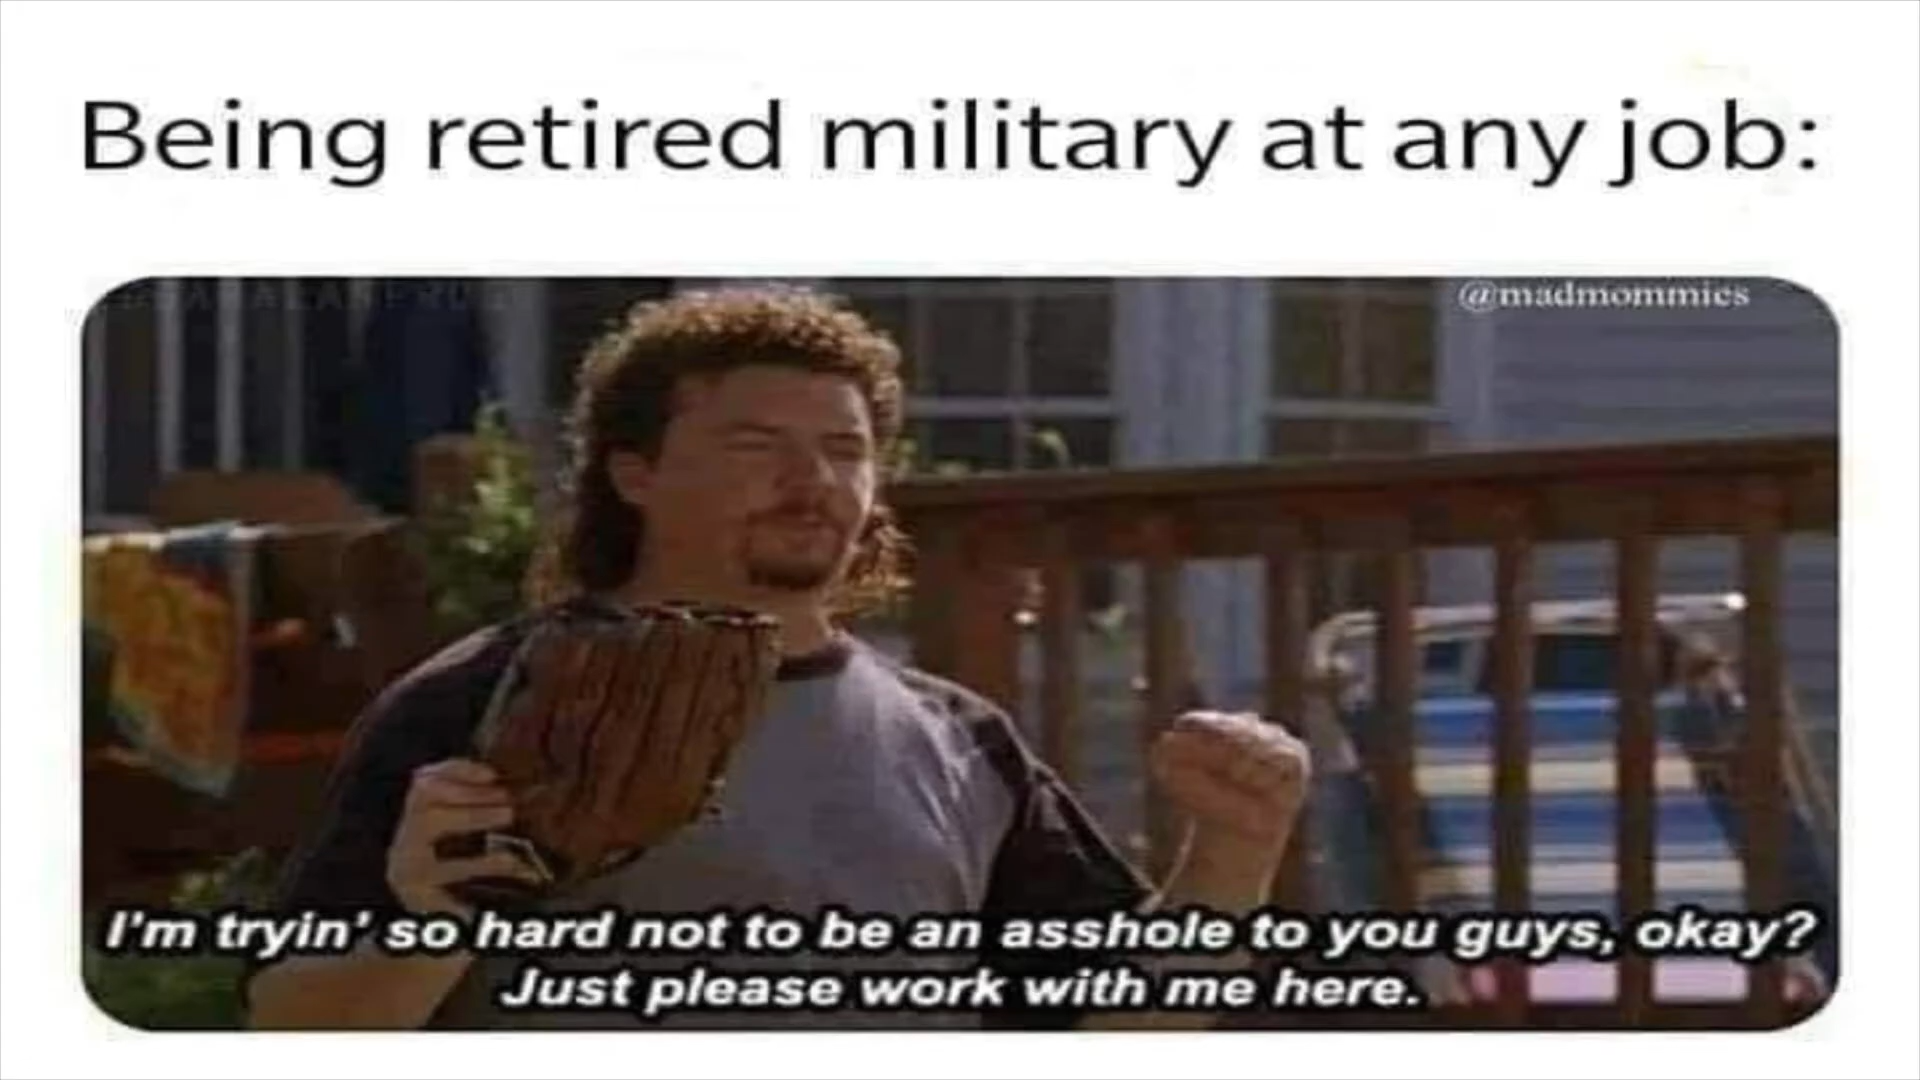 Being retired military at any job:
@madmommies
I'm tryin' so hard not to be an asshole to you guys, okay?
Just please work with me here.